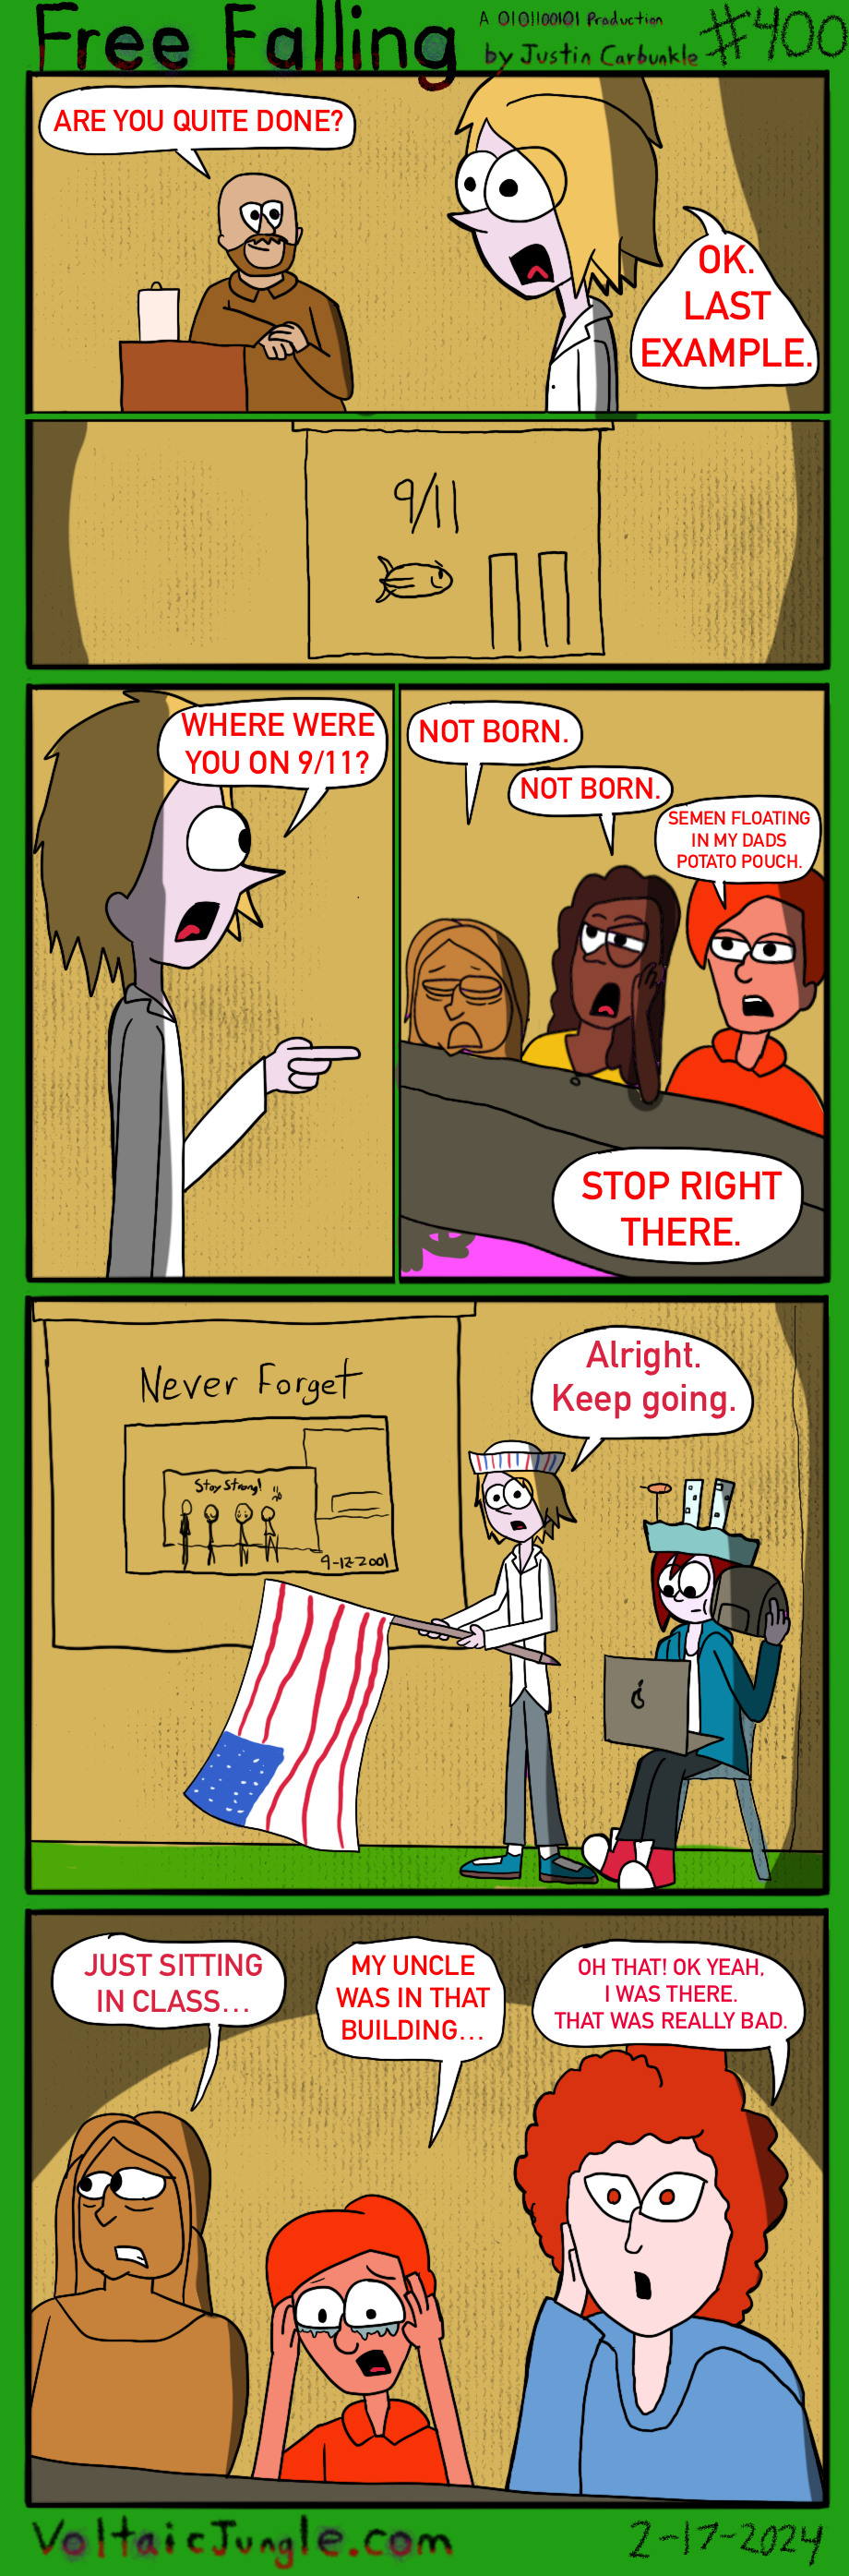 Free Falling
A 0101100101 Production
by Justin Carbunkle
#400
ARE YOU QUITE DONE?
OK.
LAST
EXAMPLE.
9/11
WHERE WERE
YOU ON 9/11?
NOT BORN.
NOT BORN.
SEMEN FLOATING
IN MY DADS
POTATO POUCH.
STOP RIGHT
THERE.
Never Forget
Stay Strong!
9-12-2001
Alright.
Keep going.
JUST SITTING
IN CLASS...
MY UNCLE
WAS IN THAT
BUILDING...
OH THAT! OK YEAH,
I WAS THERE.
THAT WAS REALLY BAD.
VoltaicJungle.com
2-17-2024